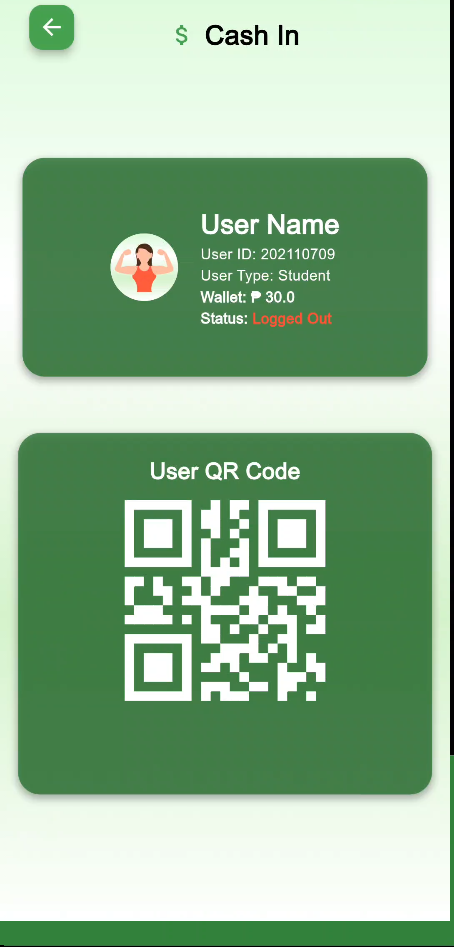 $ Cash In
User Name
User ID: 202110709
User Type: Student
Wallet: ₱ 30.0
Status: Logged Out
User QR Code